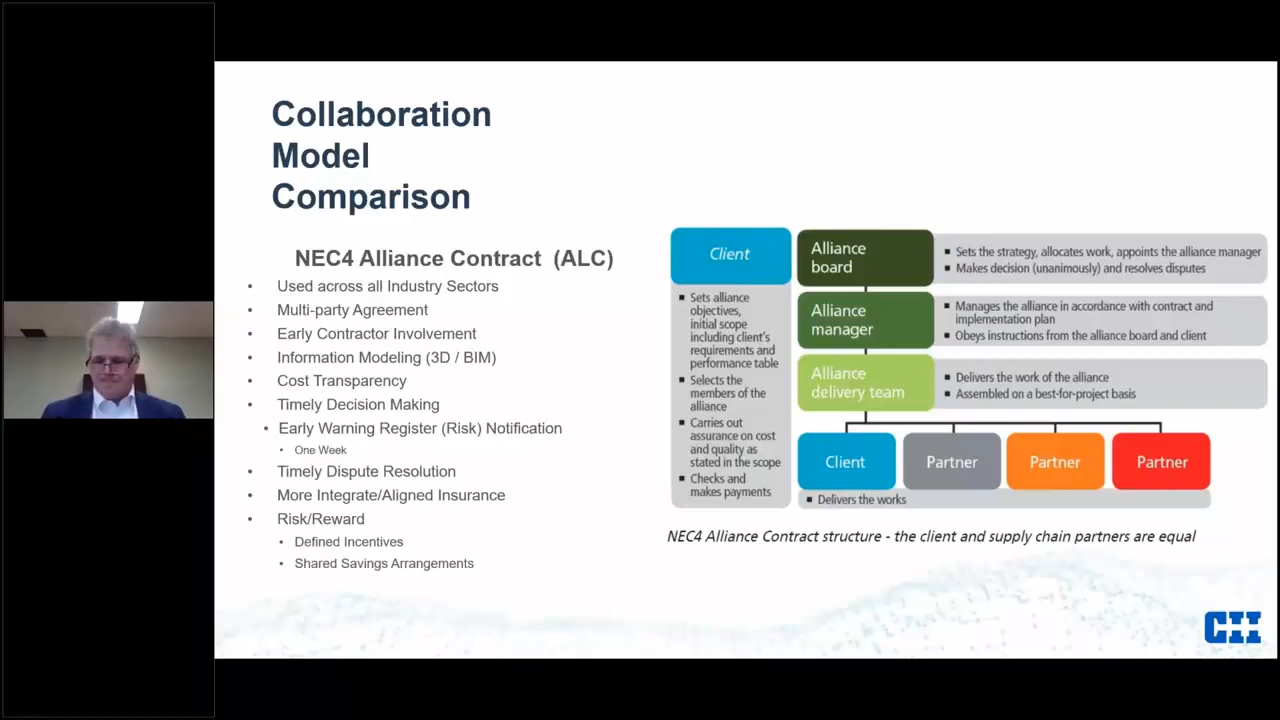 Collaboration
Model
Comparison
NEC4 Alliance Contract (ALC)
• Used across all Industry Sectors
• Multi-party Agreement
• Early Contractor Involvement
• Information Modeling (3D / BIM)
• Cost Transparency
• Timely Decision Making
• Early Warning Register (Risk) Notification
• One Week
• Timely Dispute Resolution
• More Integrate/Aligned Insurance
• Risk/Reward
• Defined Incentives
• Shared Savings Arrangements
Client
▪ Sets alliance
objectives,
initial scope
including client's
requirements and
performance table
▪ Selects the
members of the
alliance
▪ Carries out
assurance on cost
and quality as
stated in the scope
▪ Checks and
makes payments
Alliance
board
▪ Sets the strategy, allocates work, appoints the alliance manager
▪ Makes decision (unanimously) and resolves disputes
Alliance
manager
▪ Manages the alliance in accordance with contract and
implementation plan
▪ Obeys instructions from the alliance board and client
Alliance
delivery team
▪ Delivers the work of the alliance
▪ Assembled on a best-for-project basis
Client
Partner
Partner
Partner
▪ Delivers the works
NEC4 Alliance Contract structure - the client and supply chain partners are equal
CII